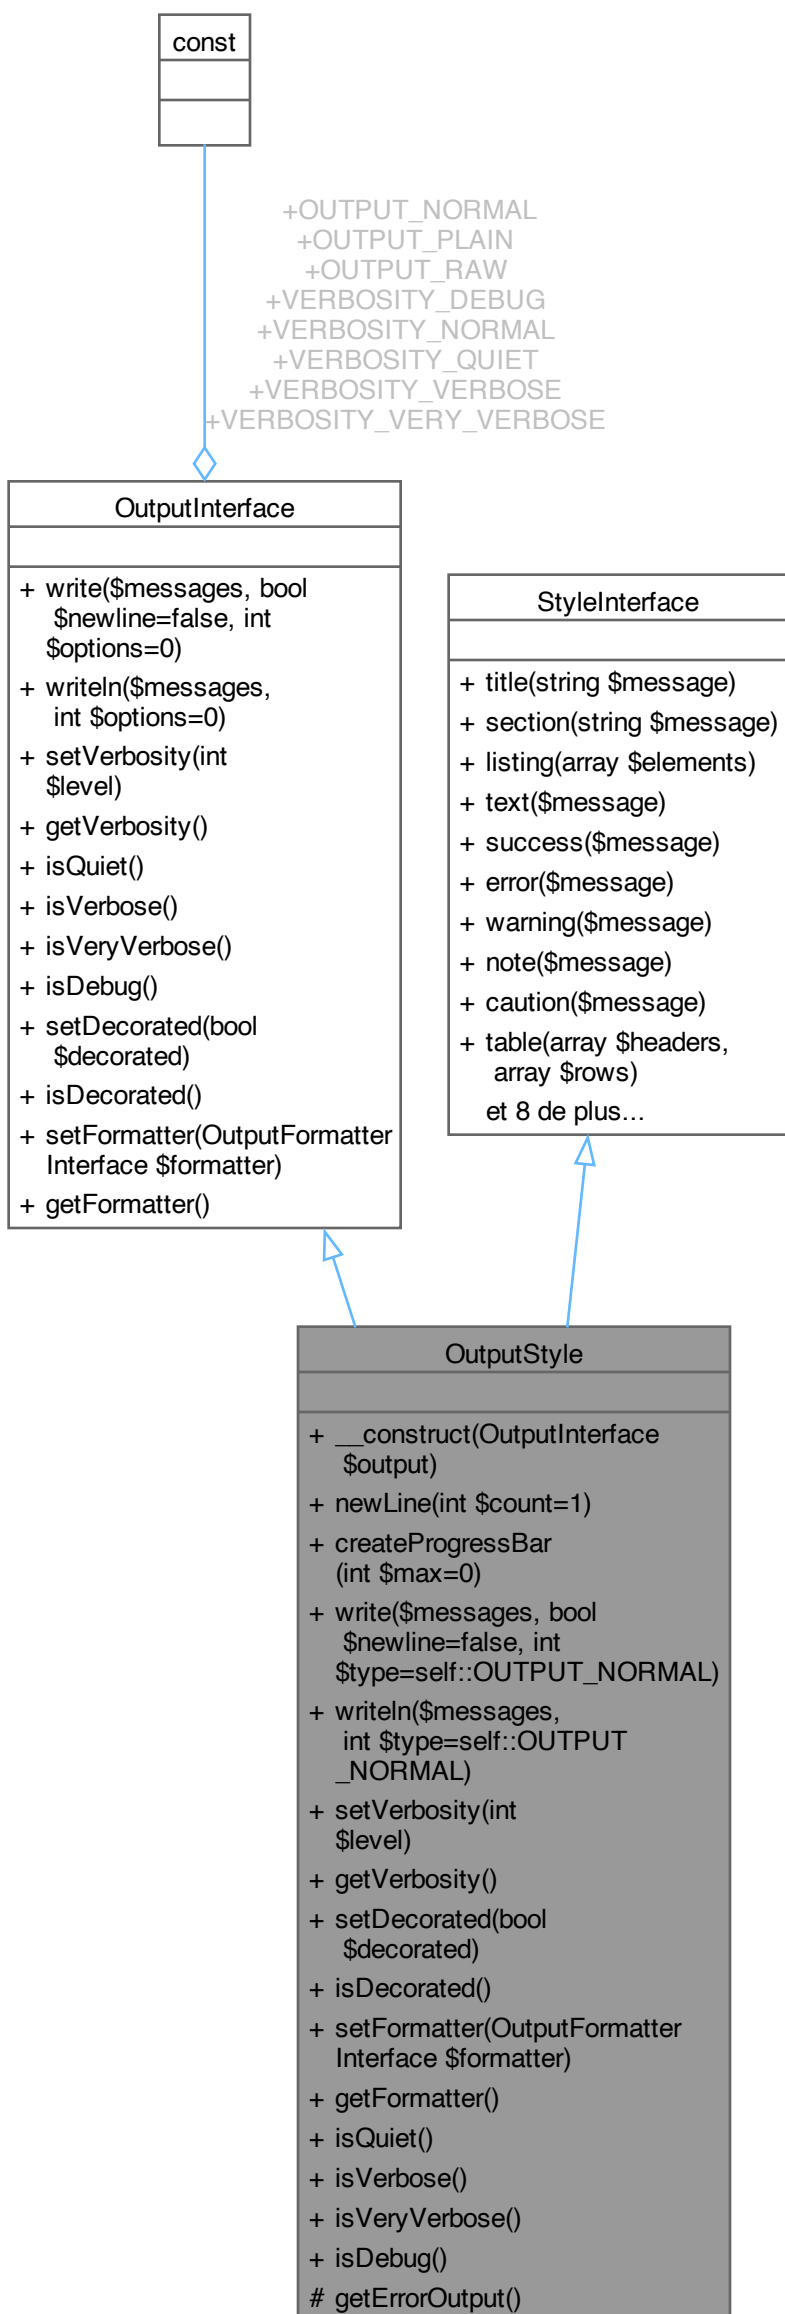 const
+OUTPUT_NORMAL
+OUTPUT_PLAIN
+OUTPUT_RAW
+VERBOSITY_DEBUG
+VERBOSITY_NORMAL
+VERBOSITY_QUIET
+VERBOSITY_VERBOSE
+VERBOSITY_VERY_VERBOSE
OutputInterface
+ write($messages, bool
$newline=false, int
$options=0)
+ writeln($messages,
int $options=0)
+ setVerbosity(int
$level)
+ getVerbosity()
+ isQuiet()
+ isVerbose()
+ isVeryVerbose()
+ isDebug()
+ setDecorated(bool
$decorated)
+ isDecorated()
+ setFormatter(OutputFormatter
Interface $formatter)
+ getFormatter()
StyleInterface
+ title(string $message)
+ section(string $message)
+ listing(array $elements)
+ text($message)
+ success($message)
+ error($message)
+ warning($message)
+ note($message)
+ caution($message)
+ table(array $headers,
array $rows)
et 8 de plus...
OutputStyle
+ __construct(OutputInterface
$output)
+ newLine(int $count=1)
+ createProgressBar
(int $max=0)
+ write($messages, bool
$newline=false, int
$type=self::OUTPUT_NORMAL)
+ writeln($messages,
int $type=self::OUTPUT
_NORMAL)
+ setVerbosity(int
$level)
+ getVerbosity()
+ setDecorated(bool
$decorated)
+ isDecorated()
+ setFormatter(OutputFormatter
Interface $formatter)
+ getFormatter()
+ isQuiet()
+ isVerbose()
+ isVeryVerbose()
+ isDebug()
# getErrorOutput()